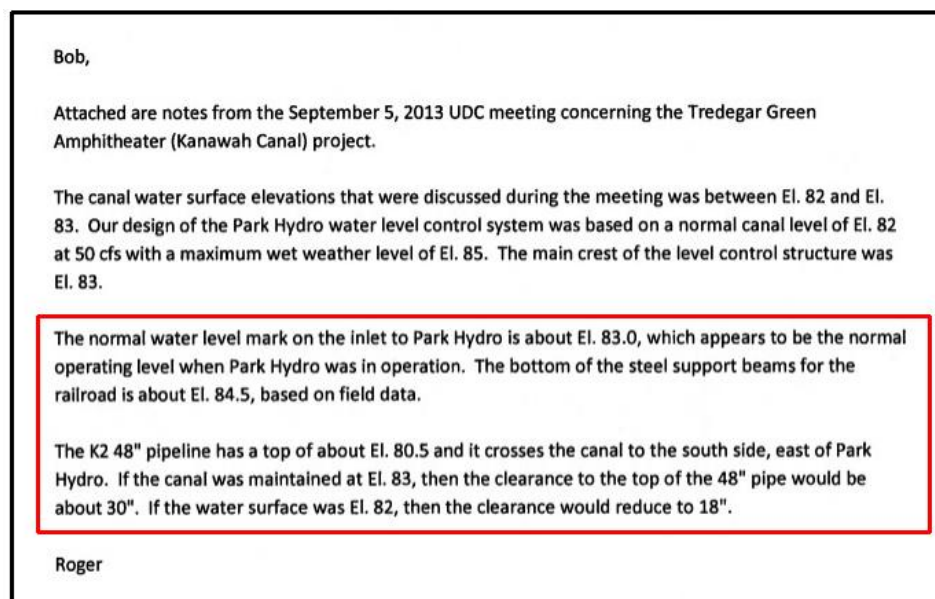 Bob,
Attached are notes from the September 5, 2013 UDC meeting concerning the Tredegar Green
Amphitheater (Kanawah Canal) project.
The canal water surface elevations that were discussed during the meeting was between El. 82 and El.
83. Our design of the Park Hydro water level control system was based on a normal canal level of El. 82
at 50 cfs with a maximum wet weather level of El. 85. The main crest of the level control structure was
El. 83.
The normal water level mark on the inlet to Park Hydro is about El. 83.0, which appears to be the normal
operating level when Park Hydro was in operation. The bottom of the steel support beams for the
railroad is about El. 84.5, based on field data.
The K2 48" pipeline has a top of about El. 80.5 and it crosses the canal to the south side, east of Park
Hydro. If the canal was maintained at El. 83, then the clearance to the top of the 48" pipe would be
about 30". If the water surface was El. 82, then the clearance would reduce to 18".
Roger